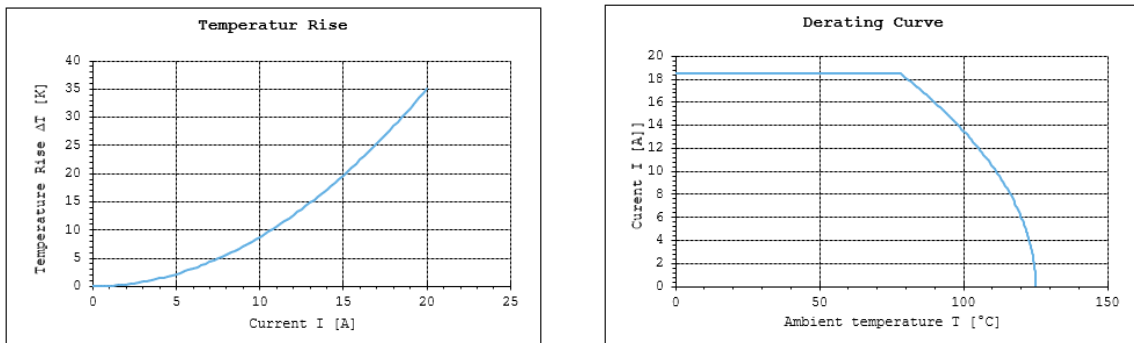 Temperatur Rise
Temperature Rise ΔT [K]
40
35
30
25
20
15
10
5
0
0 5 10 15 20 25
Current I [A]
Derating Curve
Curent I [A]]
20
18
16
14
12
10
8
6
4
2
0
0 50 100 150
Ambient temperature T [°C]